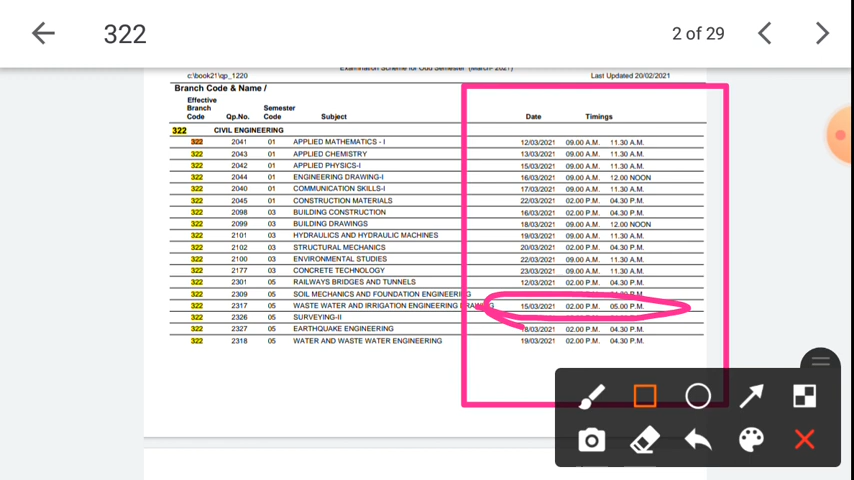 322
2 of 29
Examination Scheme for Odd Semester (March- 2021)
c:\book21\qp_1220 Last Updated 20/02/2021
Branch Code & Name /
Effective Branch Code Qp.No. Semester Code Subject Date Timings
322 CIVIL ENGINEERING
322 2041 01 APPLIED MATHEMATICS - I 12/03/2021 09.00 A.M. 11.30 A.M.
322 2043 01 APPLIED CHEMISTRY 13/03/2021 09.00 A.M. 11.30 A.M.
322 2042 01 APPLIED PHYSICS-I 15/03/2021 09.00 A.M. 11.30 A.M.
322 2044 01 ENGINEERING DRAWING-I 16/03/2021 09.00 A.M. 12.00 NOON
322 2040 01 COMMUNICATION SKILLS-I 17/03/2021 09.00 A.M. 11.30 A.M.
322 2045 01 CONSTRUCTION MATERIALS 22/03/2021 02.00 P.M. 04.30 P.M.
322 2098 03 BUILDING CONSTRUCTION 16/03/2021 02.00 P.M. 04.30 P.M.
322 2099 03 BUILDING DRAWINGS 18/03/2021 09.00 A.M. 12.00 NOON
322 2101 03 HYDRAULICS AND HYDRAULIC MACHINES 19/03/2021 09.00 A.M. 11.30 A.M.
322 2102 03 STRUCTURAL MECHANICS 20/03/2021 02.00 P.M. 04.30 P.M.
322 2100 03 ENVIRONMENTAL STUDIES 22/03/2021 09.00 A.M. 11.30 A.M.
322 2177 03 CONCRETE TECHNOLOGY 23/03/2021 09.00 A.M. 11.30 A.M.
322 2301 05 RAILWAYS BRIDGES AND TUNNELS 12/03/2021 02.00 P.M. 04.30 P.M.
322 2309 05 SOIL MECHANICS AND FOUNDATION ENGINEERING
322 2317 05 WASTE WATER AND IRRIGATION ENGINEERING DRAWING 15/03/2021 02.00 P.M. 05.00 P.M.
322 2326 05 SURVEYING-II
322 2327 05 EARTHQUAKE ENGINEERING 18/03/2021 02.00 P.M. 04.30 P.M.
322 2318 05 WATER AND WASTE WATER ENGINEERING 19/03/2021 02.00 P.M. 04.30 P.M.